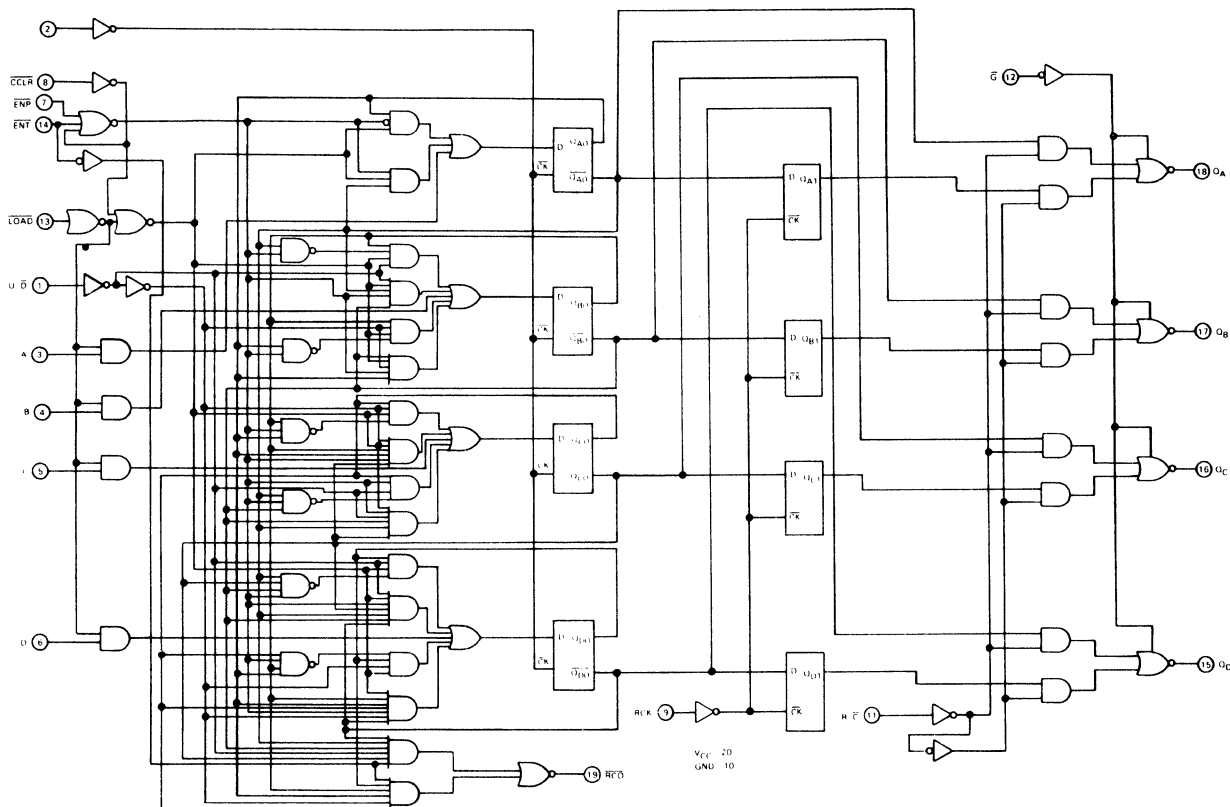 2
CCLR 8
ENP 7
ENT 14
LOAD 13
U D 1
A 3
B 4
5
D 6
D QA0
CK QA0
D QB0
CK QB0
D QC0
CK QC0
D QD0
CK QD0
D QA1
CK
D QB1
CK
D QC1
CK
D QD1
CK
G 12
18 QA
17 QB
16 QC
15 QD
RCK 9
R C 11
VCC 20
GND 10
19 RCO